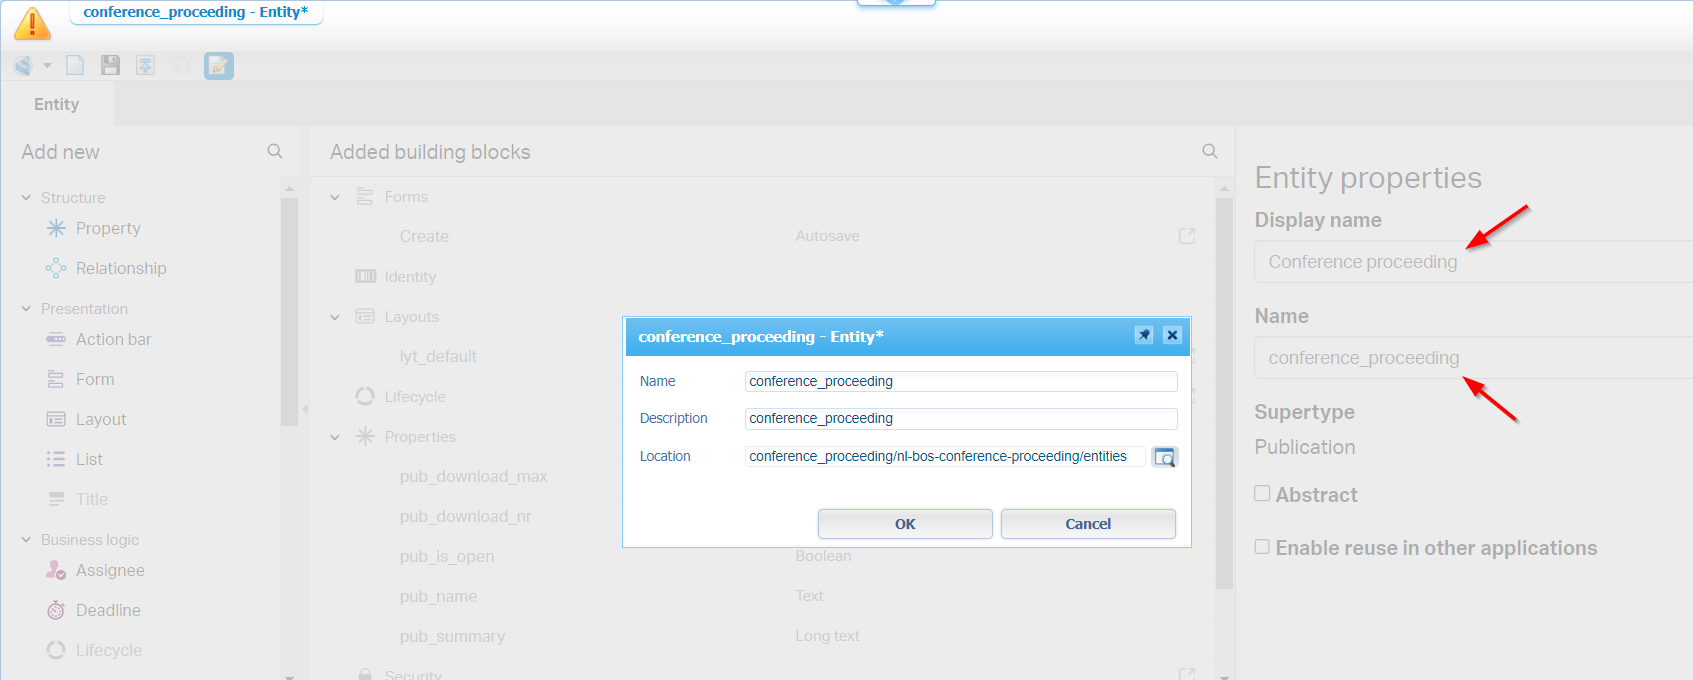 conference_proceeding - Entity*
Entity
Add new
Structure
Property
Relationship
Presentation
Action bar
Form
Layout
List
Title
Business logic
Assignee
Deadline
Lifecycle
Added building blocks
Forms
Create Autosave
Identity
Layouts
lyt_default
Lifecycle
Properties
pub_download_max
pub_download_nr
pub_is_open Boolean
pub_name Text
pub_summary Long text
Security
conference_proceeding - Entity*
Name conference_proceeding
Description conference_proceeding
Location conference_proceeding/nl-bos-conference-proceeding/entities
OK Cancel
Entity properties
Display name
Conference proceeding
Name
conference_proceeding
Supertype
Publication
Abstract
Enable reuse in other applications